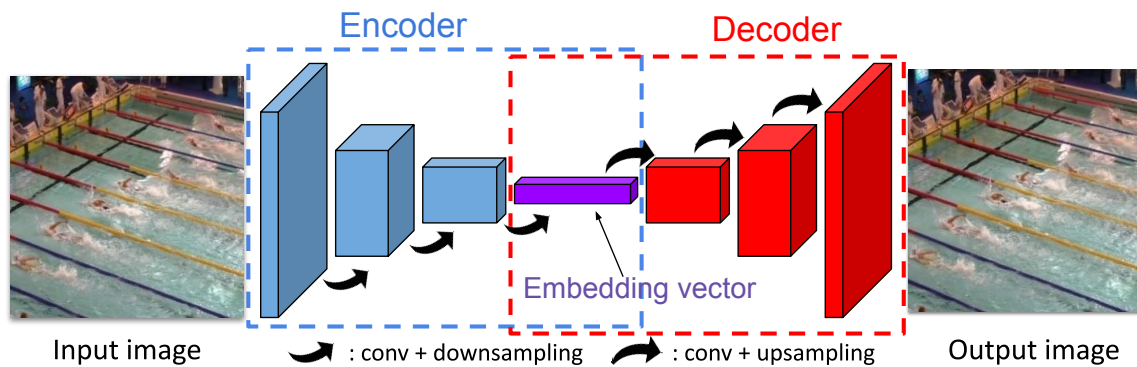 Encoder
Decoder
Embedding vector
Input image
: conv + downsampling
: conv + upsampling
Output image